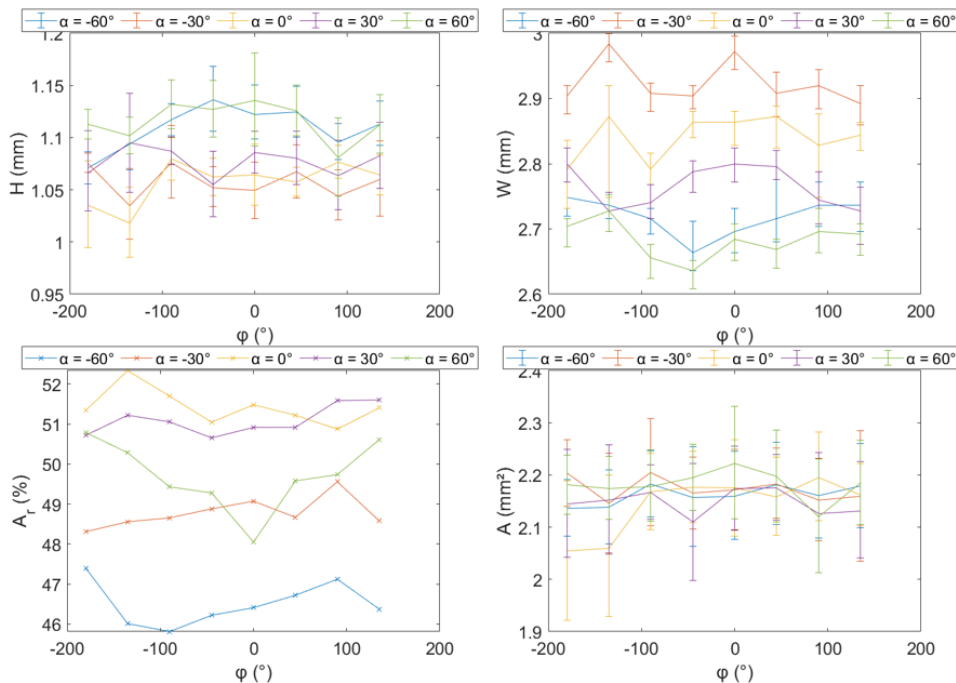 α = -60° α = -30° α = 0° α = 30° α = 60°
1.2
1.15
1.1
1.05
1
0.95
H (mm)
-200 -100 0 100 200
φ (°)
α = -60° α = -30° α = 0° α = 30° α = 60°
3
2.9
2.8
2.7
2.6
W (mm)
-200 -100 0 100 200
φ (°)
α = -60° α = -30° α = 0° α = 30° α = 60°
52
51
50
49
48
47
46
A_r (%)
-200 -100 0 100 200
φ (°)
α = -60° α = -30° α = 0° α = 30° α = 60°
2.4
2.3
2.2
2.1
2
1.9
A (mm²)
-200 -100 0 100 200
φ (°)